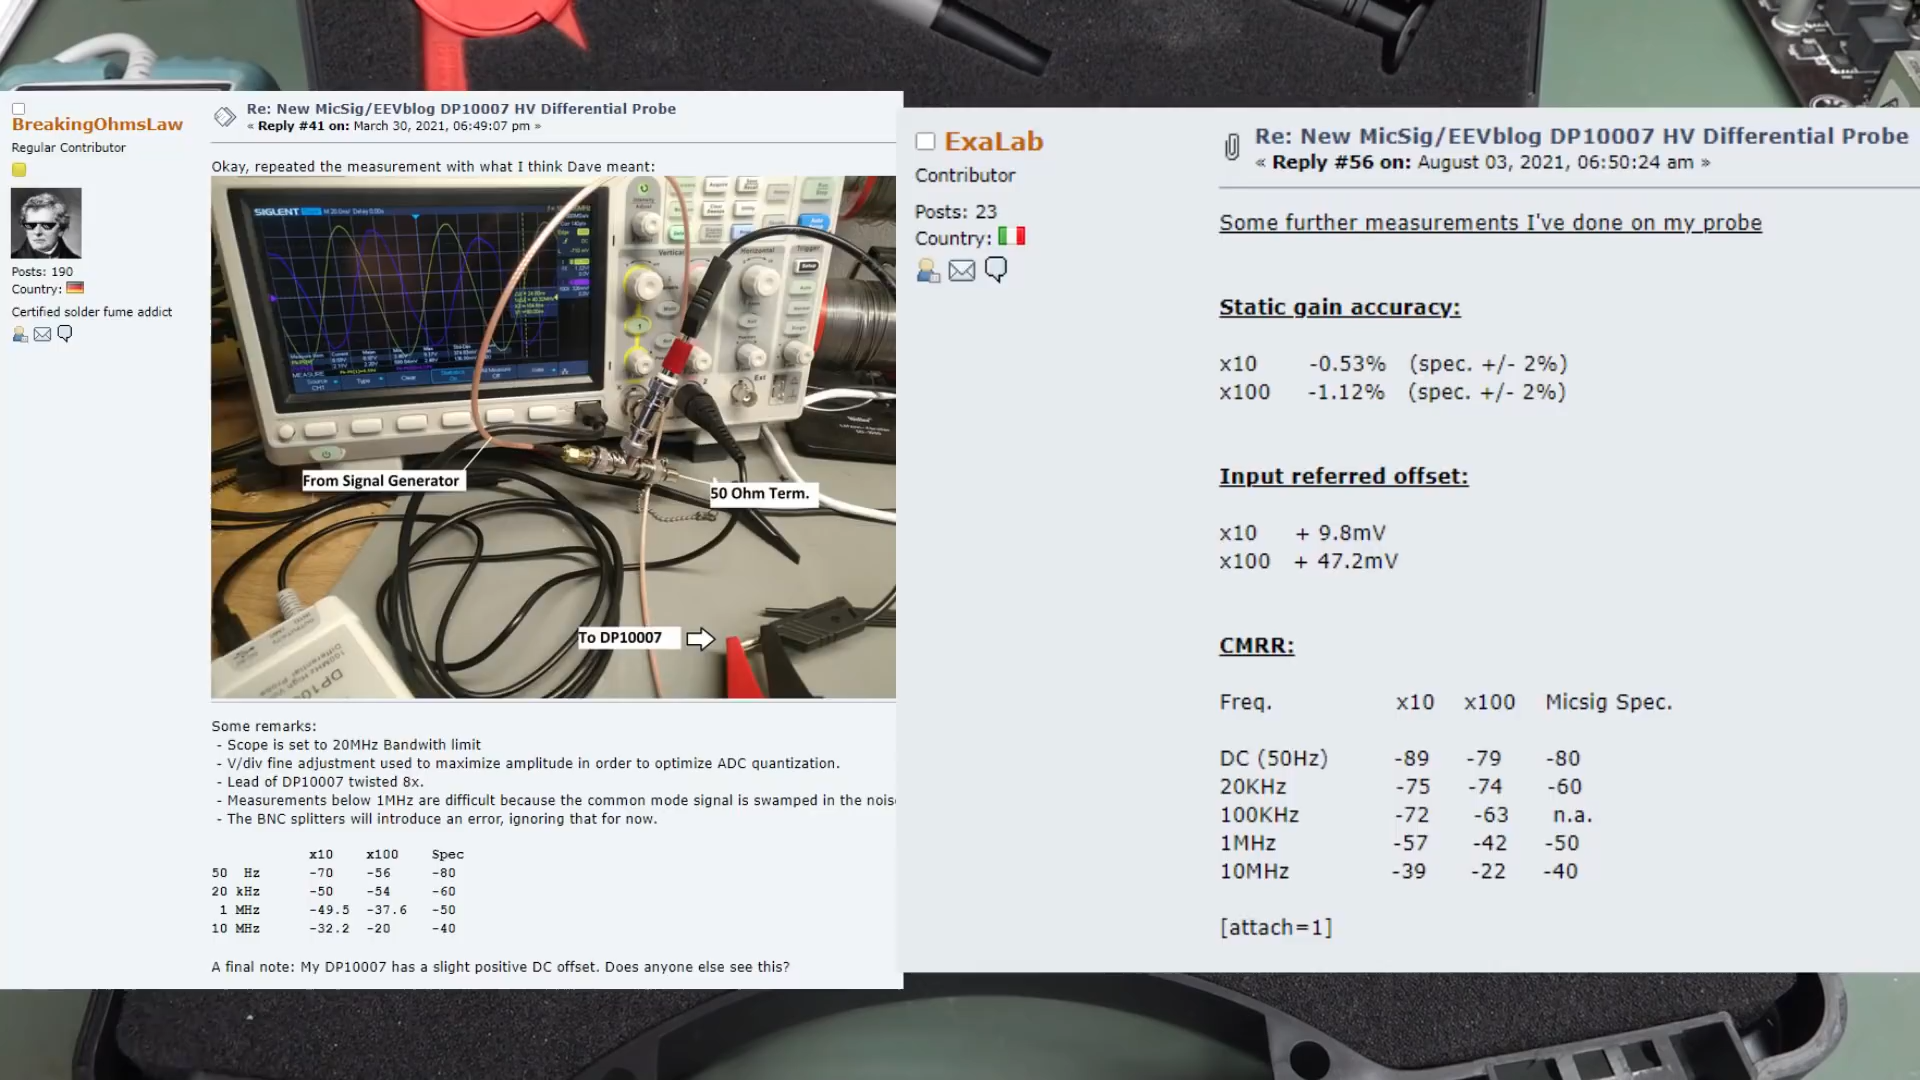 BreakingOhmsLaw
Regular Contributor
Posts: 190
Country:
Certified solder fume addict
Re: New MicSig/EEVblog DP10007 HV Differential Probe
« Reply #41 on: March 30, 2021, 06:49:07 pm »
Okay, repeated the measurement with what I think Dave meant:
SIGLENT
From Signal Generator
50 Ohm Term.
To DP10007
Some remarks:
- Scope is set to 20MHz Bandwith limit
- V/div fine adjustment used to maximize amplitude in order to optimize ADC quantization.
- Lead of DP10007 twisted 8x.
- Measurements below 1MHz are difficult because the common mode signal is swamped in the nois
- The BNC splitters will introduce an error, ignoring that for now.
x10 x100 Spec
50 Hz -70 -56 -80
20 kHz -50 -54 -60
1 MHz -49.5 -37.6 -50
10 MHz -32.2 -20 -40
A final note: My DP10007 has a slight positive DC offset. Does anyone else see this?
ExaLab
Contributor
Posts: 23
Country:
Re: New MicSig/EEVblog DP10007 HV Differential Probe
« Reply #56 on: August 03, 2021, 06:50:24 am »
Some further measurements I've done on my probe
Static gain accuracy:
x10 -0.53% (spec. +/- 2%)
x100 -1.12% (spec. +/- 2%)
Input referred offset:
x10 + 9.8mV
x100 + 47.2mV
CMRR:
Freq. x10 x100 Micsig Spec.
DC (50Hz) -89 -79 -80
20KHz -75 -74 -60
100KHz -72 -63 n.a.
1MHz -57 -42 -50
10MHz -39 -22 -40
[attach=1]